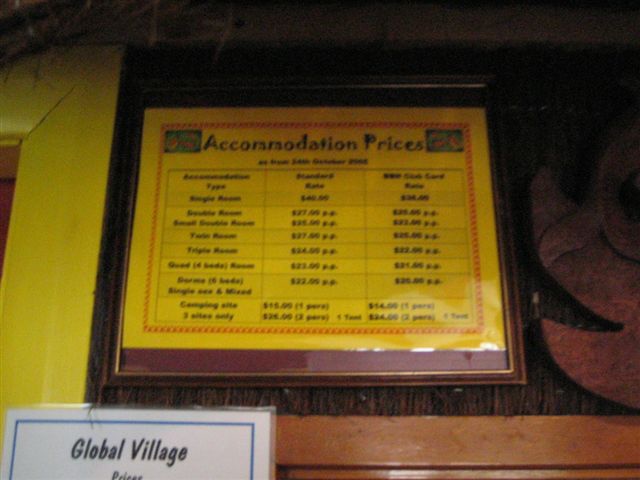 Accommodation Prices
as from 24th October 2005
Accommodation Type Standard Rate BBH Club Card Rate
Single Room $40.00 $36.00
Double Room $27.00 p.p. $25.00 p.p.
Small Double Room $25.00 p.p. $23.00 p.p.
Twin Room $27.00 p.p. $25.00 p.p.
Triple Room $24.00 p.p. $22.00 p.p.
Quad (4 beds) Room $23.00 p.p. $21.00 p.p.
Dorms (6 beds) $22.00 p.p. $20.00 p.p.
Single sex & Mixed
Camping site $15.00 (1 pers) $14.00 (1 pers)
3 sites only $26.00 (2 pers) 1 Tent $24.00 (2 pers) 1 Tent
Global Village
Prices